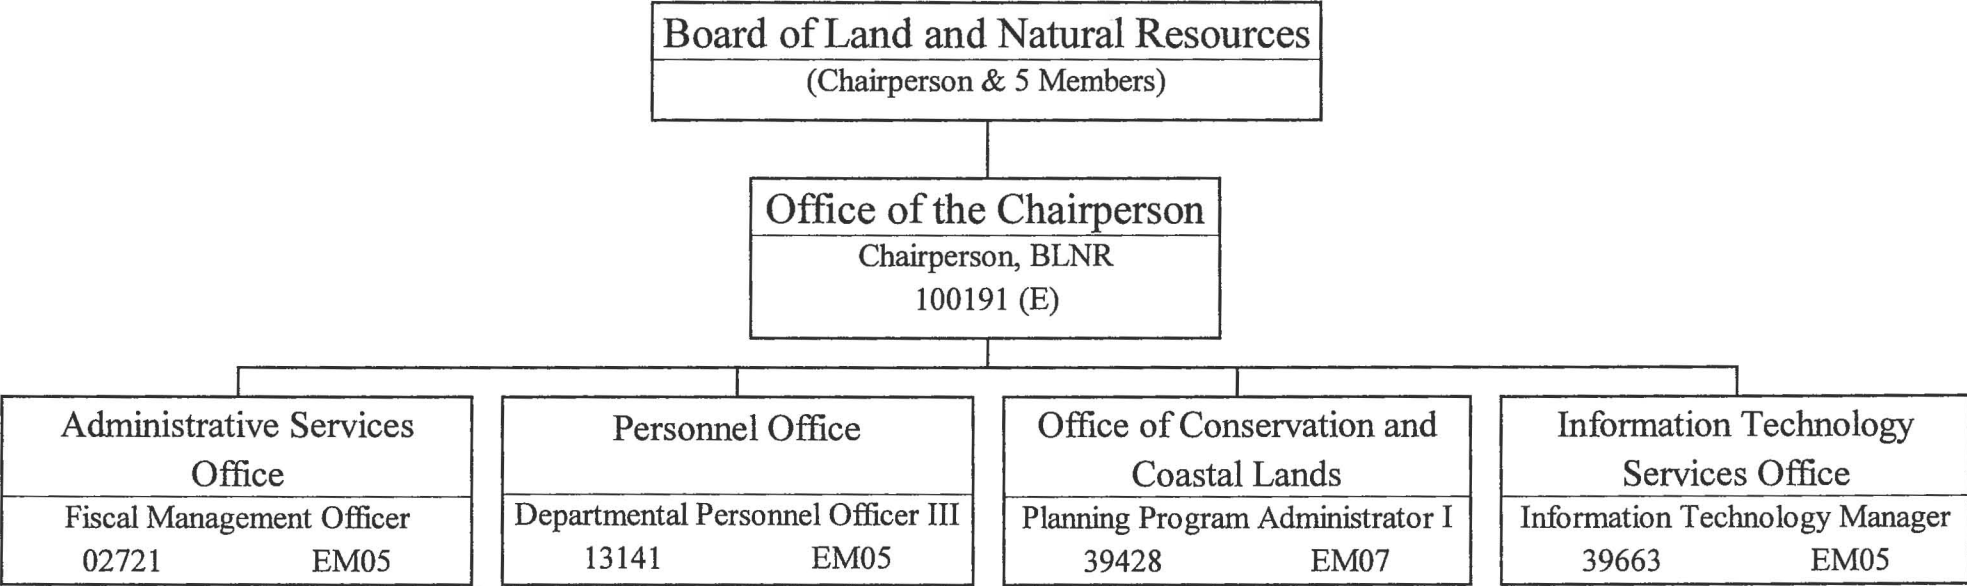 Board of Land and Natural Resources
(Chairperson & 5 Members)
Office of the Chairperson
Chairperson, BLNR
100191 (E)
Administrative Services
Office
Fiscal Management Officer
02721 EM05
Personnel Office
Departmental Personnel Officer III
13141 EM05
Office of Conservation and
Coastal Lands
Planning Program Administrator I
39428 EM07
Information Technology
Services Office
Information Technology Manager
39663 EM05